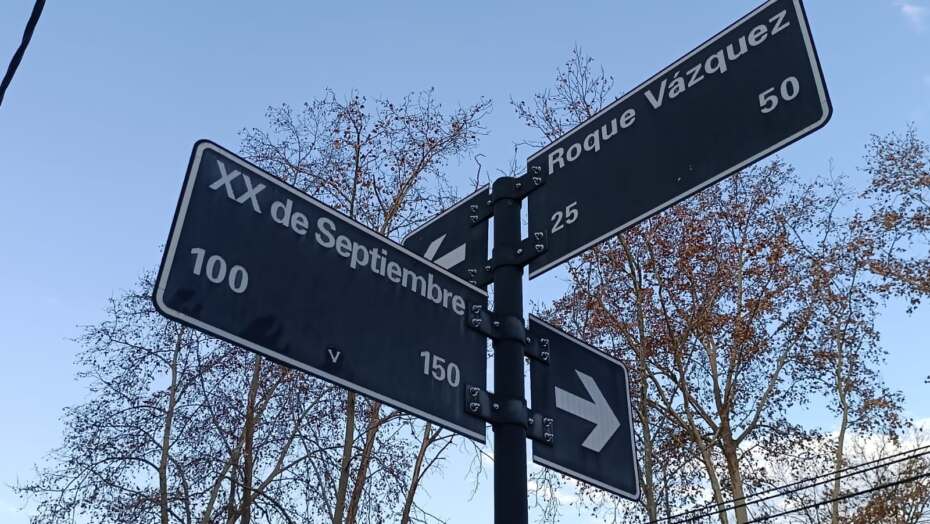 Roque Vázquez
25 50
XX de Septiembre
100 150
V